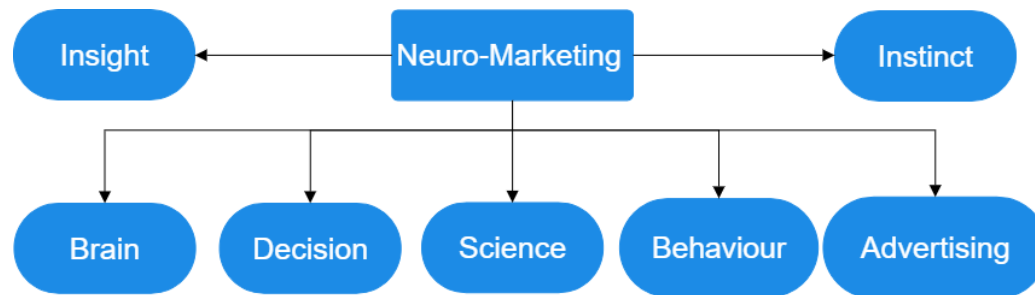 Insight
Neuro-Marketing
Instinct
Brain
Decision
Science
Behaviour
Advertising